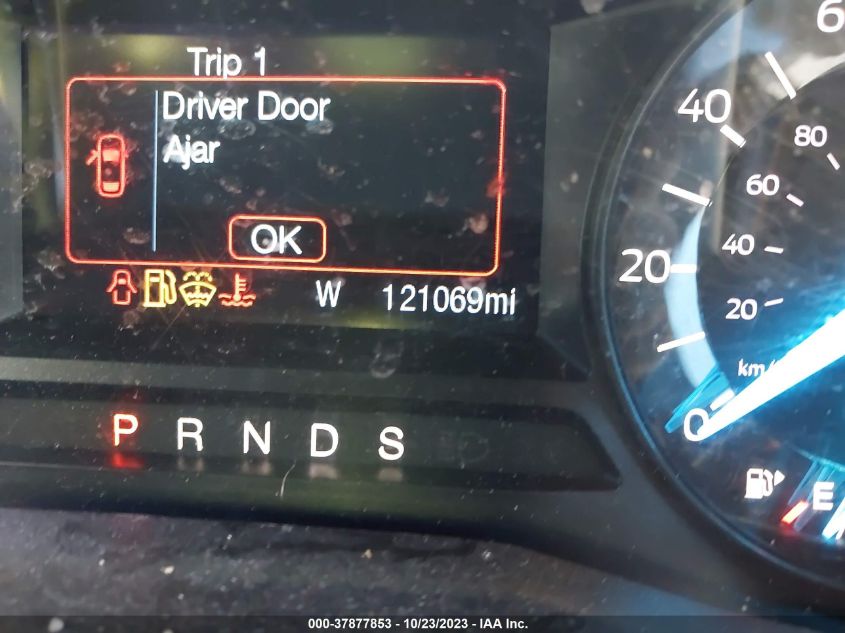 Trip 1
Driver Door
Ajar
OK
W 121069mi
P R N D S
6
40
20
0
80
60
40
20
km/
E
000-37877853 - 10/23/2023 - IAA Inc.